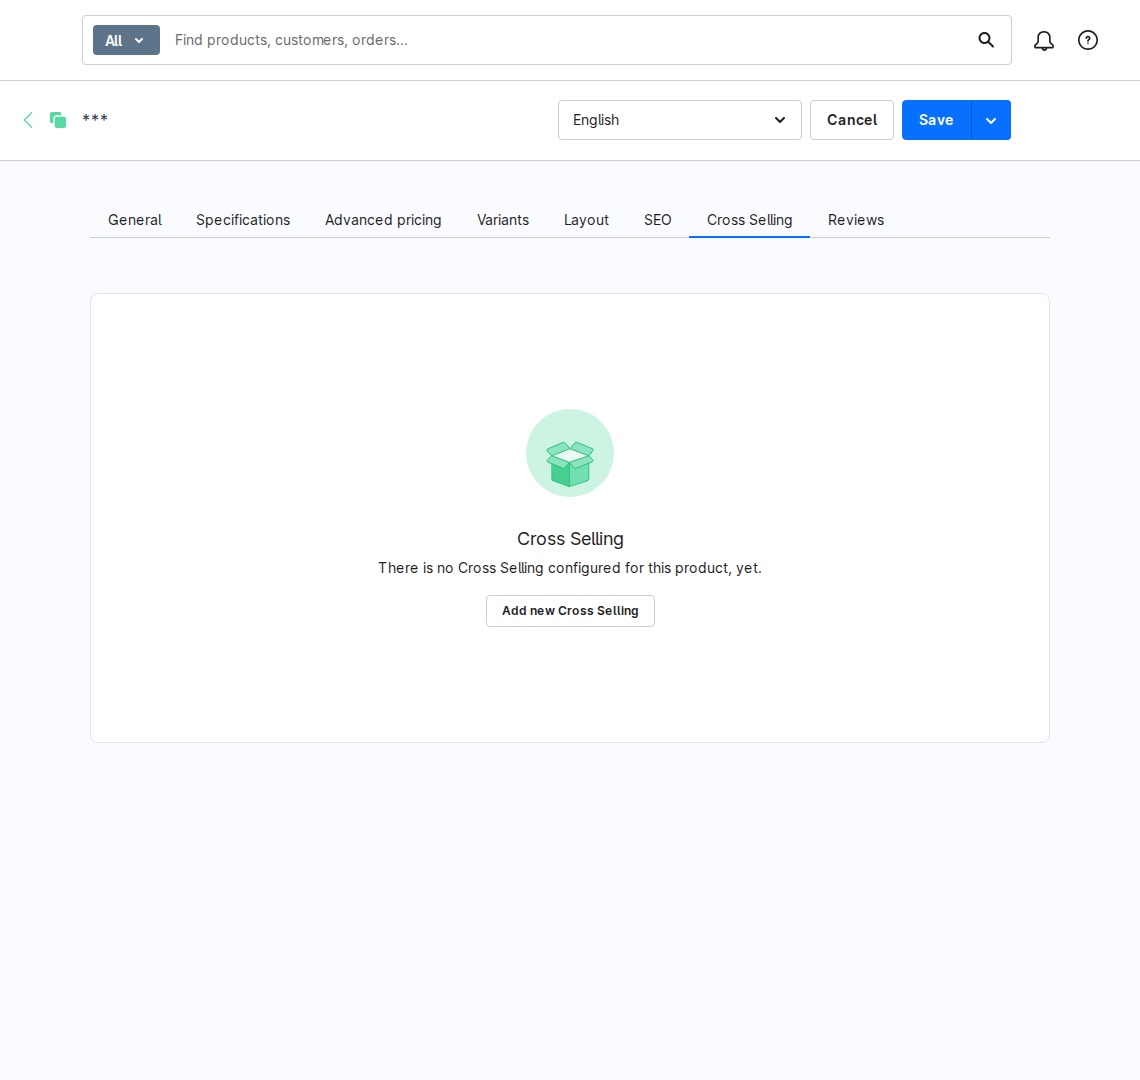 All
Find products, customers, orders...
***
English
Cancel
Save
General
Specifications
Advanced pricing
Variants
Layout
SEO
Cross Selling
Reviews
Cross Selling
There is no Cross Selling configured for this product, yet.
Add new Cross Selling